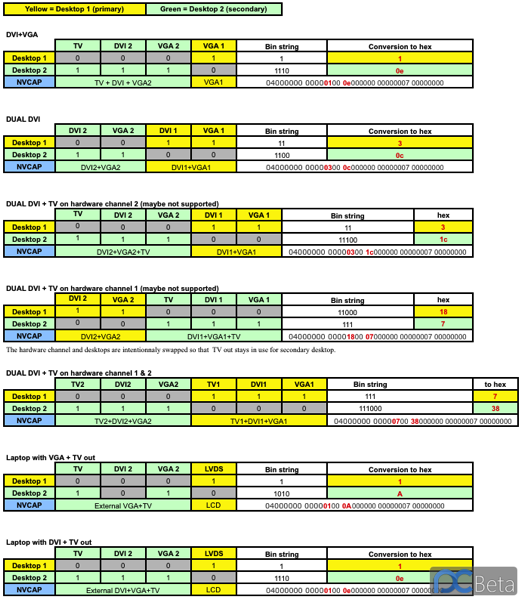 Yellow = Desktop 1 (primary) Green = Desktop 2 (secondary)
DVI+VGA
TV DVI 2 VGA 2 VGA 1 Bin string Conversion to hex
Desktop 1 0 0 0 1 1 1
Desktop 2 1 1 1 0 1110 0e
NVCAP TV + DVI + VGA2 VGA1 04000000 00000100 0e000000 00000007 00000000
DUAL DVI
DVI 2 VGA 2 DVI 1 VGA 1 Bin string Conversion to hex
Desktop 1 0 0 1 1 11 3
Desktop 2 1 1 0 0 1100 0c
NVCAP DVI2+VGA2 DVI1+VGA1 04000000 00000300 0c000000 00000007 00000000
DUAL DVI + TV on hardware channel 2 (maybe not supported)
TV DVI 2 VGA 2 DVI 1 VGA 1 Bin string hex
Desktop 1 0 0 0 1 1 11 3
Desktop 2 1 1 1 0 0 11100 1c
NVCAP DVI2+VGA2+TV DVI1+VGA1 04000000 00000300 1c000000 00000007 00000000
DUAL DVI + TV on hardware channel 1 (maybe not supported)
DVI 2 VGA 2 TV DVI 1 VGA 1 Bin string hex
Desktop 1 1 1 0 0 0 11000 18
Desktop 2 0 0 1 1 1 111 7
NVCAP DVI2+VGA2 DVI1+VGA1+TV 04000000 00001800 07000000 00000007 00000000
The hardware channel and desktops are intentionnaly swapped so that TV out stays in use for secondary desktop.
DUAL DVI + TV on hardware channel 1 & 2
TV2 DVI2 VGA2 TV1 DVI1 VGA1 Bin string to hex
Desktop 1 0 0 0 1 1 1 111 7
Desktop 2 1 1 1 0 0 0 111000 38
NVCAP TV2+DVI2+VGA2 TV1+DVI1+VGA1 04000000 00000700 38000000 00000007 00000000
Laptop with VGA + TV out
TV DVI 2 VGA 2 LVDS Bin string Conversion to hex
Desktop 1 0 0 0 1 1 1
Desktop 2 1 0 1 0 1010 A
NVCAP External VGA+TV LCD 04000000 00000100 0A000000 00000007 00000000
Laptop with DVI + TV out
TV DVI 2 VGA 2 LVDS Bin string Conversion to hex
Desktop 1 0 0 0 1 1 1
Desktop 2 1 1 1 0 1110 0e
NVCAP External DVI+VGA+TV LCD 04000000 00000100 0e000000 00000007 00000000
pcBeta